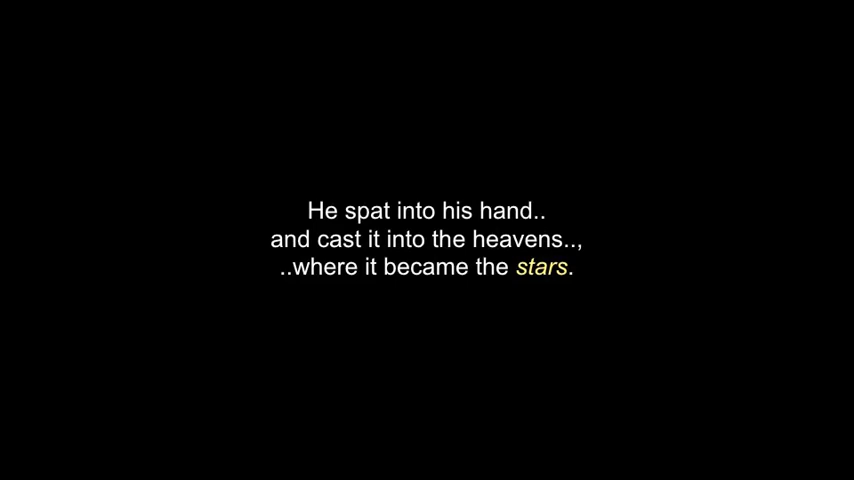 He spat into his hand..
and cast it into the heavens..,
..where it became the stars.